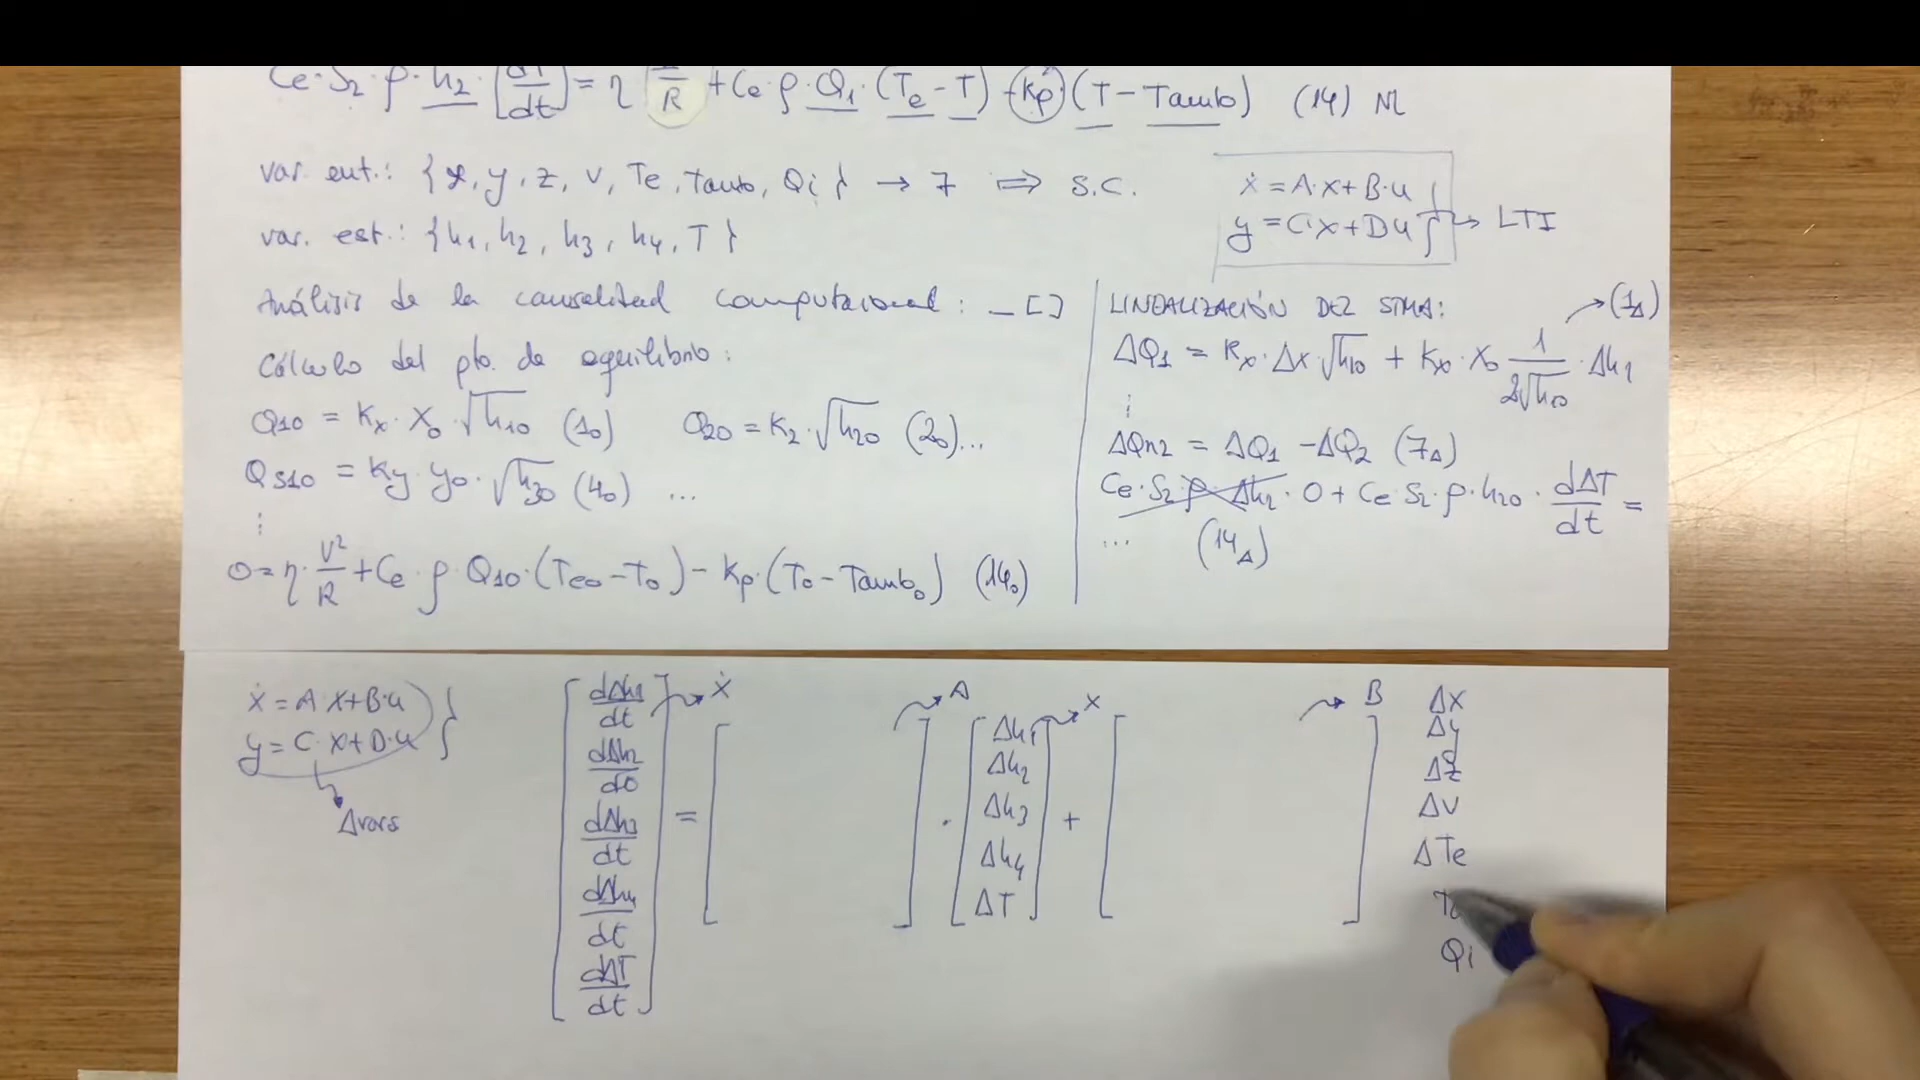 Ce·S2·ρ·h2·[dT/dt] = η /R + Ce·ρ·Q1·(Te-T) - Kp·(T-Tamb) (14) NL
var. ent.: {x, y, z, v, Te, Tamb, Qi} → 7 ⟹ S.C.
var. est.: {h1, h2, h3, h4, T}
ẋ = A·x+B·u
y = C·x+D·u } → LTI
Análisis de la causalidad computacional: _ []
Cálculo del pto. de equilibrio:
Q10 = Kx·X0·√h10 (10) Q20 = K2·√h20 (20)...
QS10 = Ky·y0·√h30 (40) ...
⋮
0=η·V²/R + Ce·ρ·Q10·(Te0-T0) - Kp·(T0-Tamb0) (140)
LINEALIZACIÓN DEL STMA: → (1Δ)
ΔQ1 = Kx·Δx·√h10 + Kx·X0 1/2√h10·Δh1
⋮
ΔQn2 = ΔQ1 - ΔQ2 (7Δ)
Ce·S2·ρ·Δh2·0 + Ce·S2·ρ·h20·dΔT/dt =
... (14Δ)
ẋ = A·x+B·u
y = C·x+D·u }
Δvars
dΔh1/dt → ẋ
dΔh2/dt
dΔh3/dt
dΔh4/dt
dΔT/dt
=
→ A
·
Δh1 → x
Δh2
Δh3
Δh4
ΔT
+
→ B
Δx
Δy
Δz
Δv
ΔTe
Qi